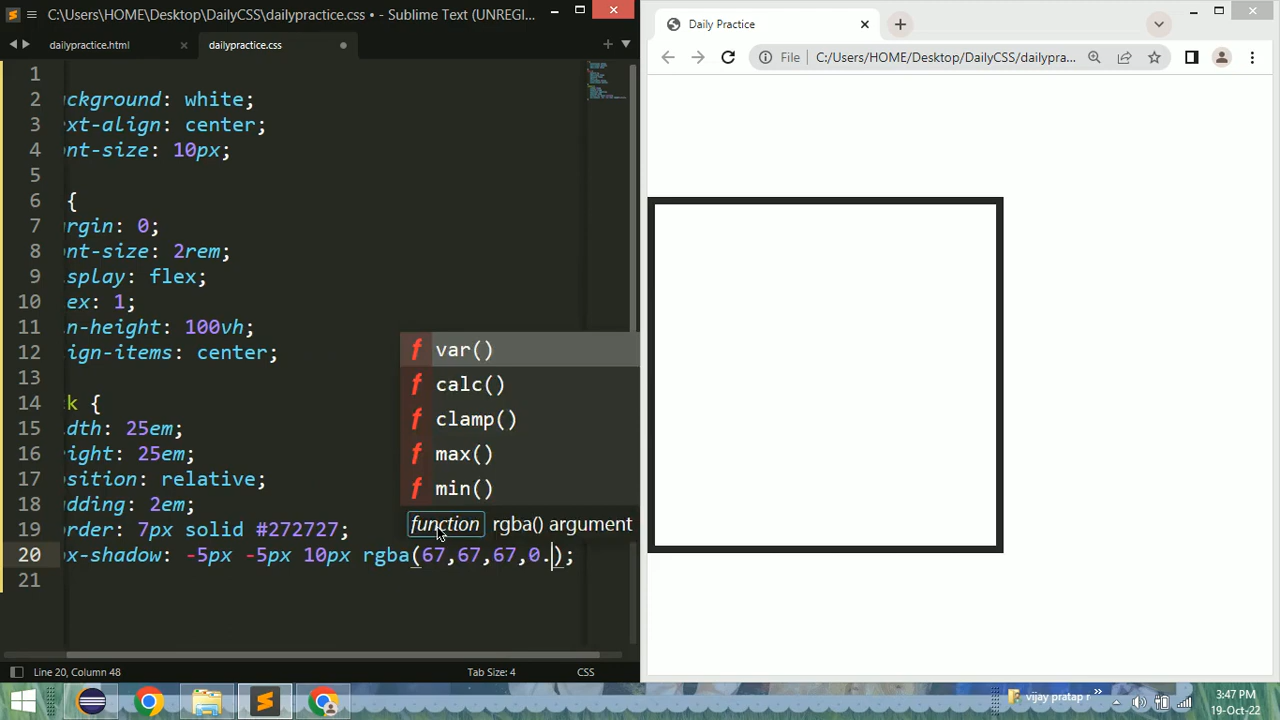 C:\Users\HOME\Desktop\DailyCSS\dailypractice.css • - Sublime Text (UNREGI...
dailypractice.html
dailypractice.css
1
2 ckground: white;
3 xt-align: center;
4 nt-size: 10px;
5
6 {
7 rgin: 0;
8 nt-size: 2rem;
9 splay: flex;
10 ex: 1;
11 n-height: 100vh;
12 ign-items: center;
13
14 ck {
15 dth: 25em;
16 ight: 25em;
17 sition: relative;
18 dding: 2em;
19 rder: 7px solid #272727;
20 x-shadow: -5px -5px 10px rgba(67,67,67,0.);
21
f var()
f calc()
f clamp()
f max()
f min()
function rgba() argument
Line 20, Column 48
Tab Size: 4
CSS
Daily Practice
File
C:/Users/HOME/Desktop/DailyCSS/dailypra...
vijay pratap r
3:47 PM
19-Oct-22